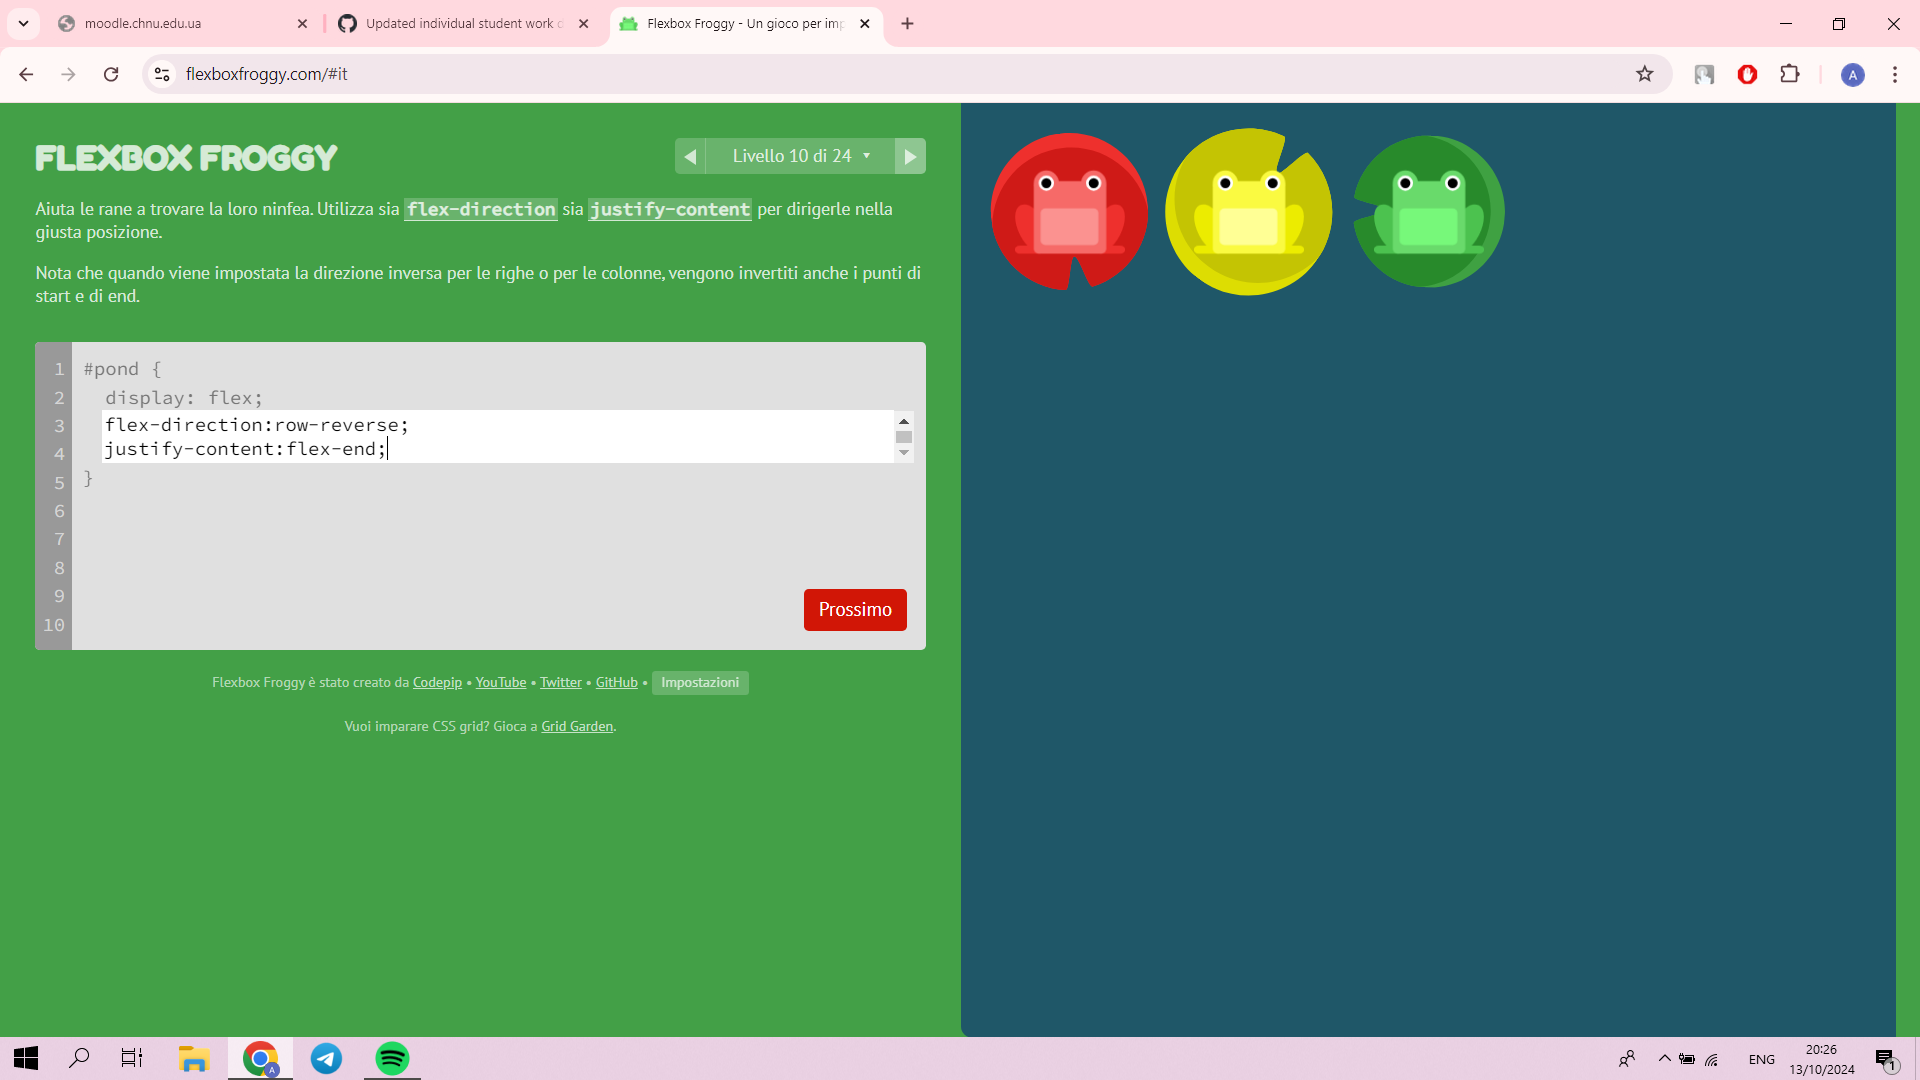 moodle.chnu.edu.ua
Updated individual student work
Flexbox Froggy - Un gioco per imp
flexboxfroggy.com/#it
A
FLEXBOX FROGGY
Livello 10 di 24
Aiuta le rane a trovare la loro ninfea. Utilizza sia flex-direction sia justify-content per dirigerle nella
giusta posizione.
Nota che quando viene impostata la direzione inversa per le righe o per le colonne, vengono invertiti anche i punti di
start e di end.
1 #pond {
2 display: flex;
3 flex-direction:row-reverse;
4 justify-content:flex-end;
5 }
6
7
8
9
10
Prossimo
Flexbox Froggy è stato creato da Codepip • YouTube • Twitter • GitHub • Impostazioni
Vuoi imparare CSS grid? Gioca a Grid Garden.
A
ENG
20:26
13/10/2024
1